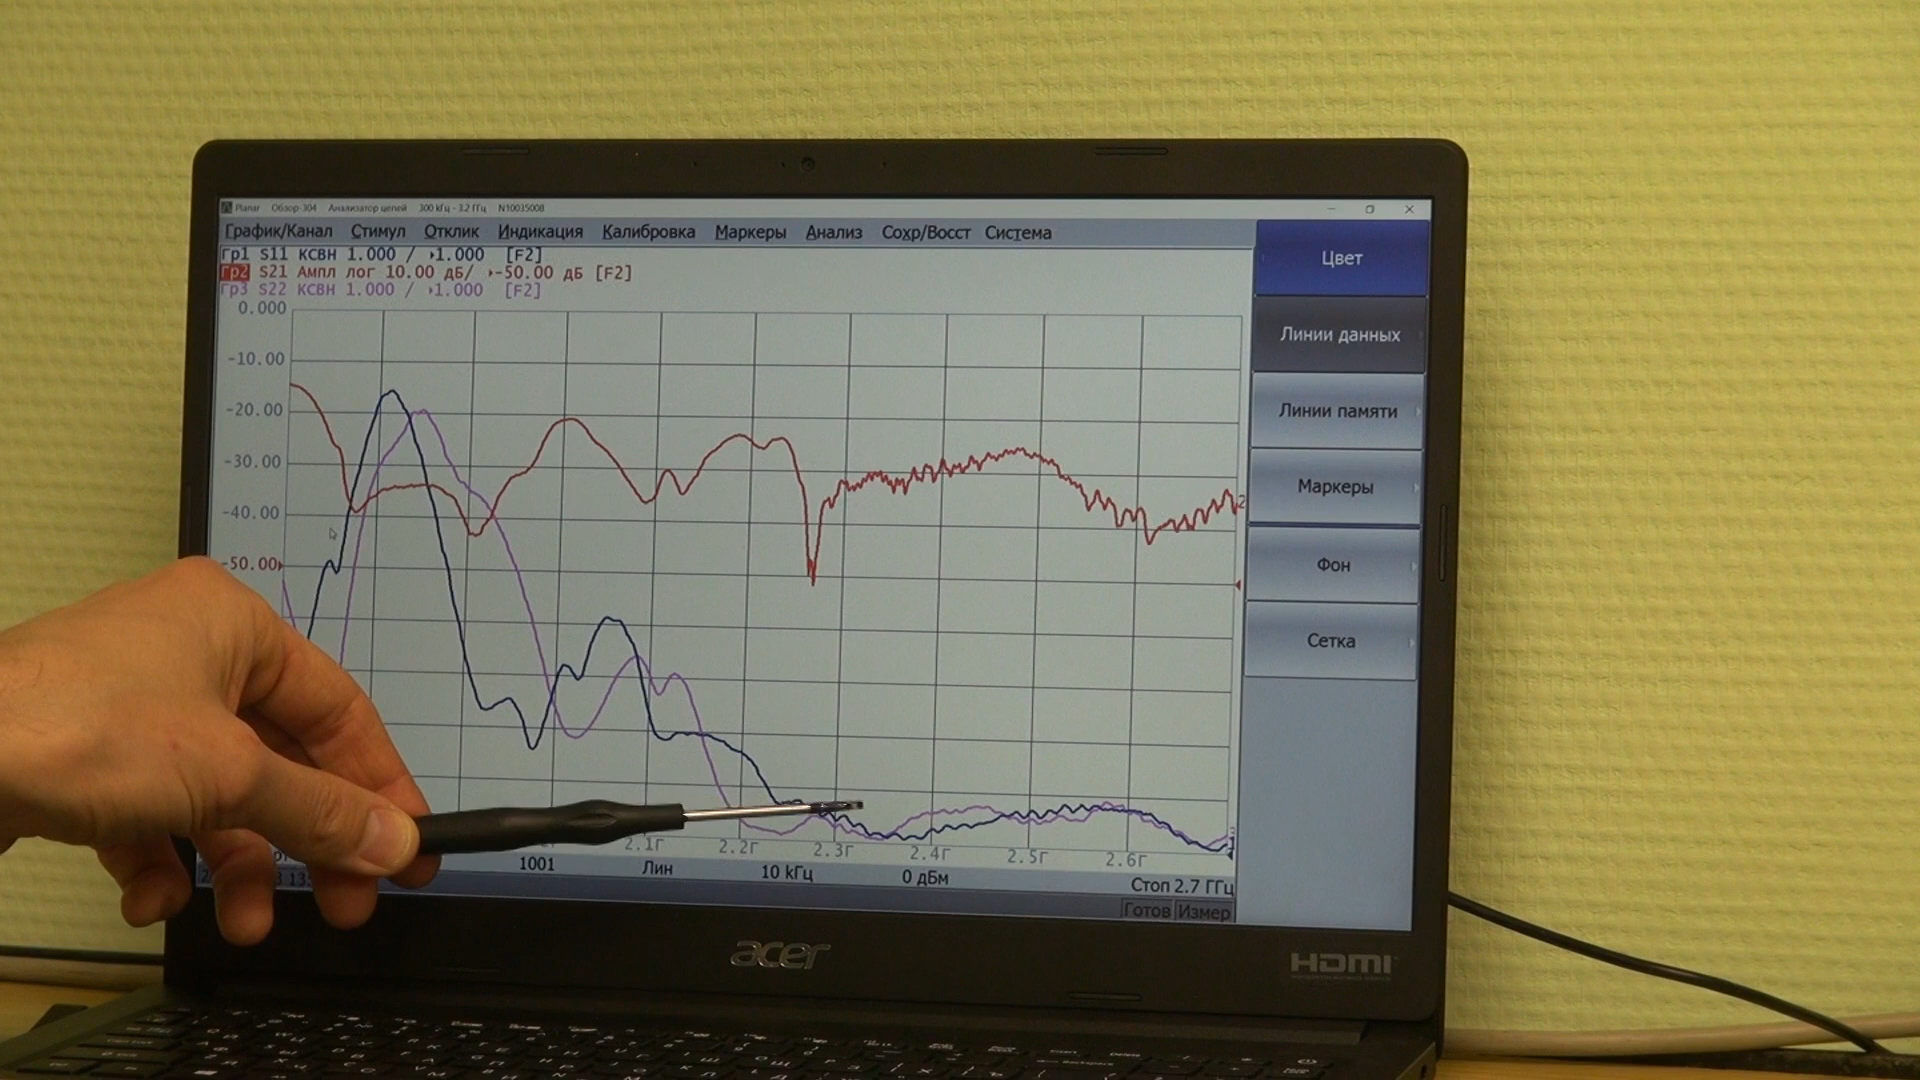 Planar Обзор-304 Анализатор цепей 300 кГц - 3.2 ГГц N10035008
График/Канал Стимул Отклик Индикация Калибровка Маркеры Анализ Сохр/Восст Система
Гр1 S11 КСВН 1.000 / 1.000 [F2]
Гр2 S21 Ампл лог 10.00 дБ/ -50.00 дБ [F2]
Гр3 S22 КСВН 1.000 / 1.000 [F2]
0.000
-10.00
-20.00
-30.00
-40.00
-50.00
2.1Г 2.2Г 2.3Г 2.4Г 2.5Г 2.6Г
1001 Лин 10 kГц 0 дБм Стоп 2.7 ГГц
Готов Измер
Цвет
Линии данных
Линии памяти
Маркеры
Фон
Сетка
acer
HDMI